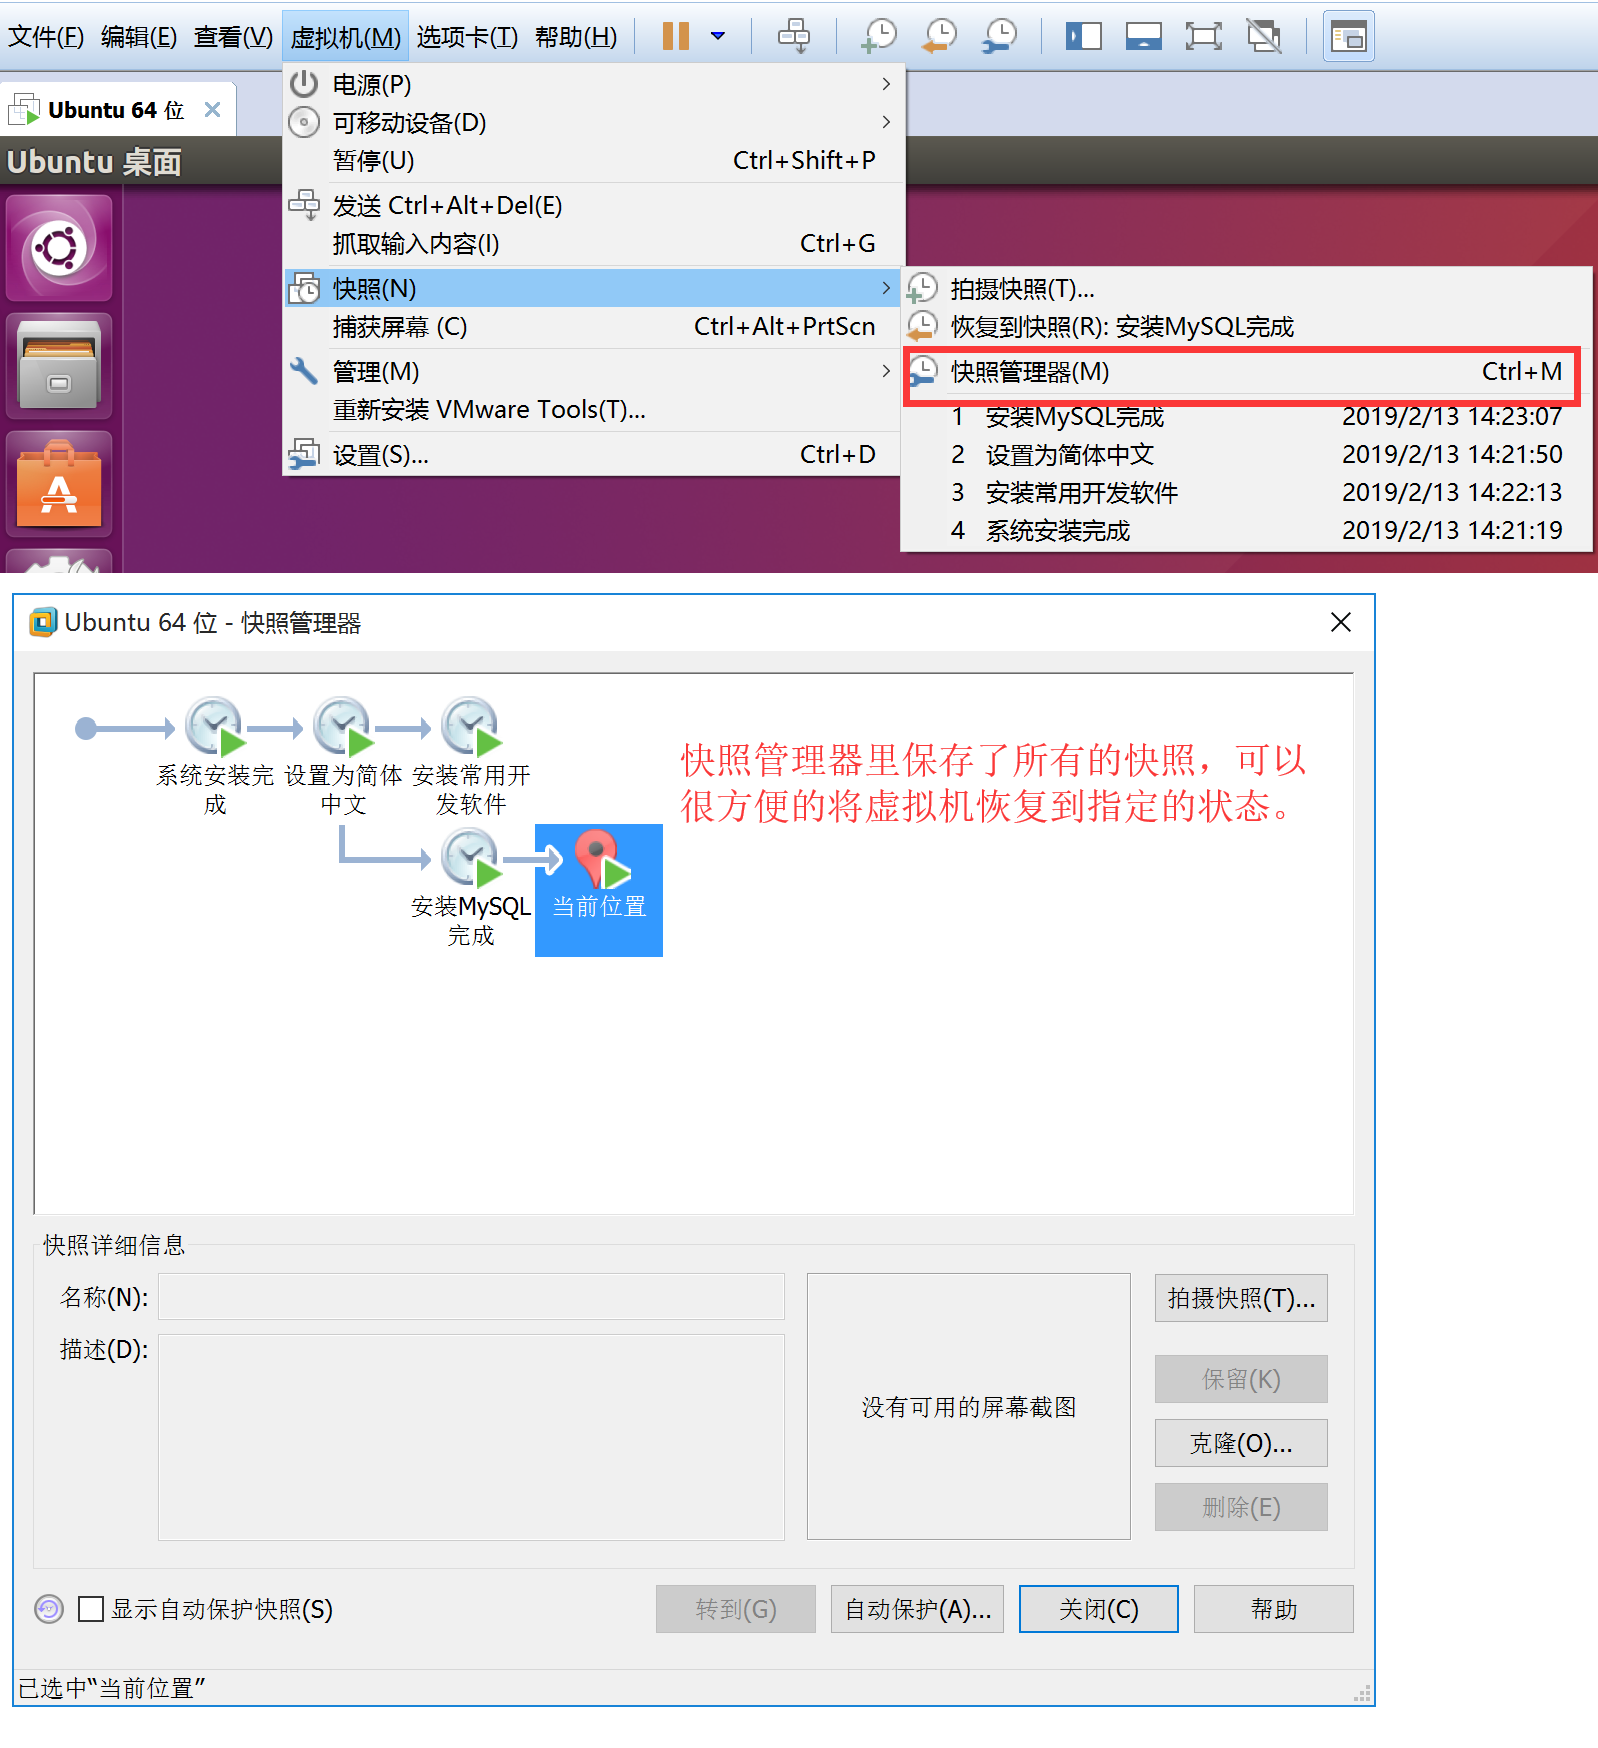 文件(F) 编辑(E) 查看(V) 虚拟机(M) 选项卡(T) 帮助(H)
Ubuntu 64 位
Ubuntu 桌面
电源(P)
可移动设备(D)
暂停(U) Ctrl+Shift+P
发送 Ctrl+Alt+Del(E)
抓取输入内容(I) Ctrl+G
快照(N)
捕获屏幕 (C) Ctrl+Alt+PrtScn
管理(M)
重新安装 VMware Tools(T)...
设置(S)... Ctrl+D
拍摄快照(T)...
恢复到快照(R): 安装MySQL完成
快照管理器(M) Ctrl+M
1 安装MySQL完成 2019/2/13 14:23:07
2 设置为简体中文 2019/2/13 14:21:50
3 安装常用开发软件 2019/2/13 14:22:13
4 系统安装完成 2019/2/13 14:21:19
Ubuntu 64 位 - 快照管理器
系统安装完
成
设置为简体
中文
安装常用开
发软件
安装MySQL
完成
当前位置
快照管理器里保存了所有的快照，可以
很方便的将虚拟机恢复到指定的状态。
快照详细信息
名称(N):
描述(D):
没有可用的屏幕截图
拍摄快照(T)...
保留(K)
克隆(O)...
删除(E)
显示自动保护快照(S)
转到(G)
自动保护(A)...
关闭(C)
帮助
已选中“当前位置”